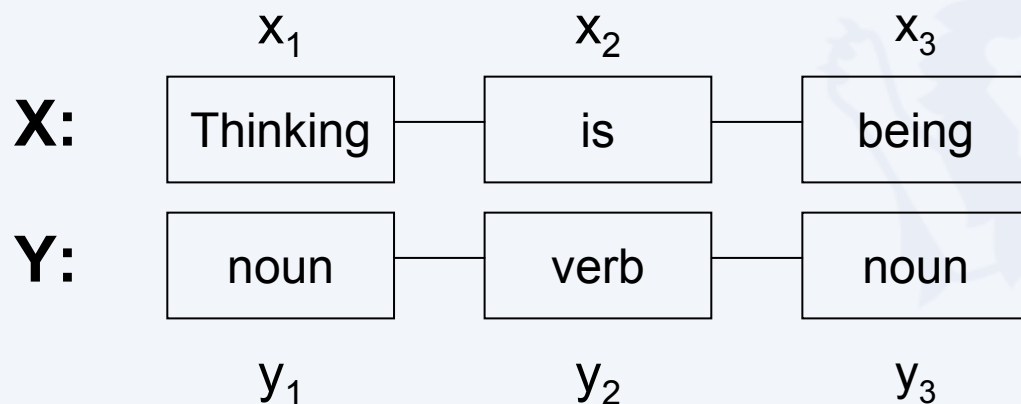 x₁ x₂ x₃
X: Thinking is being
Y: noun verb noun
y₁ y₂ y₃